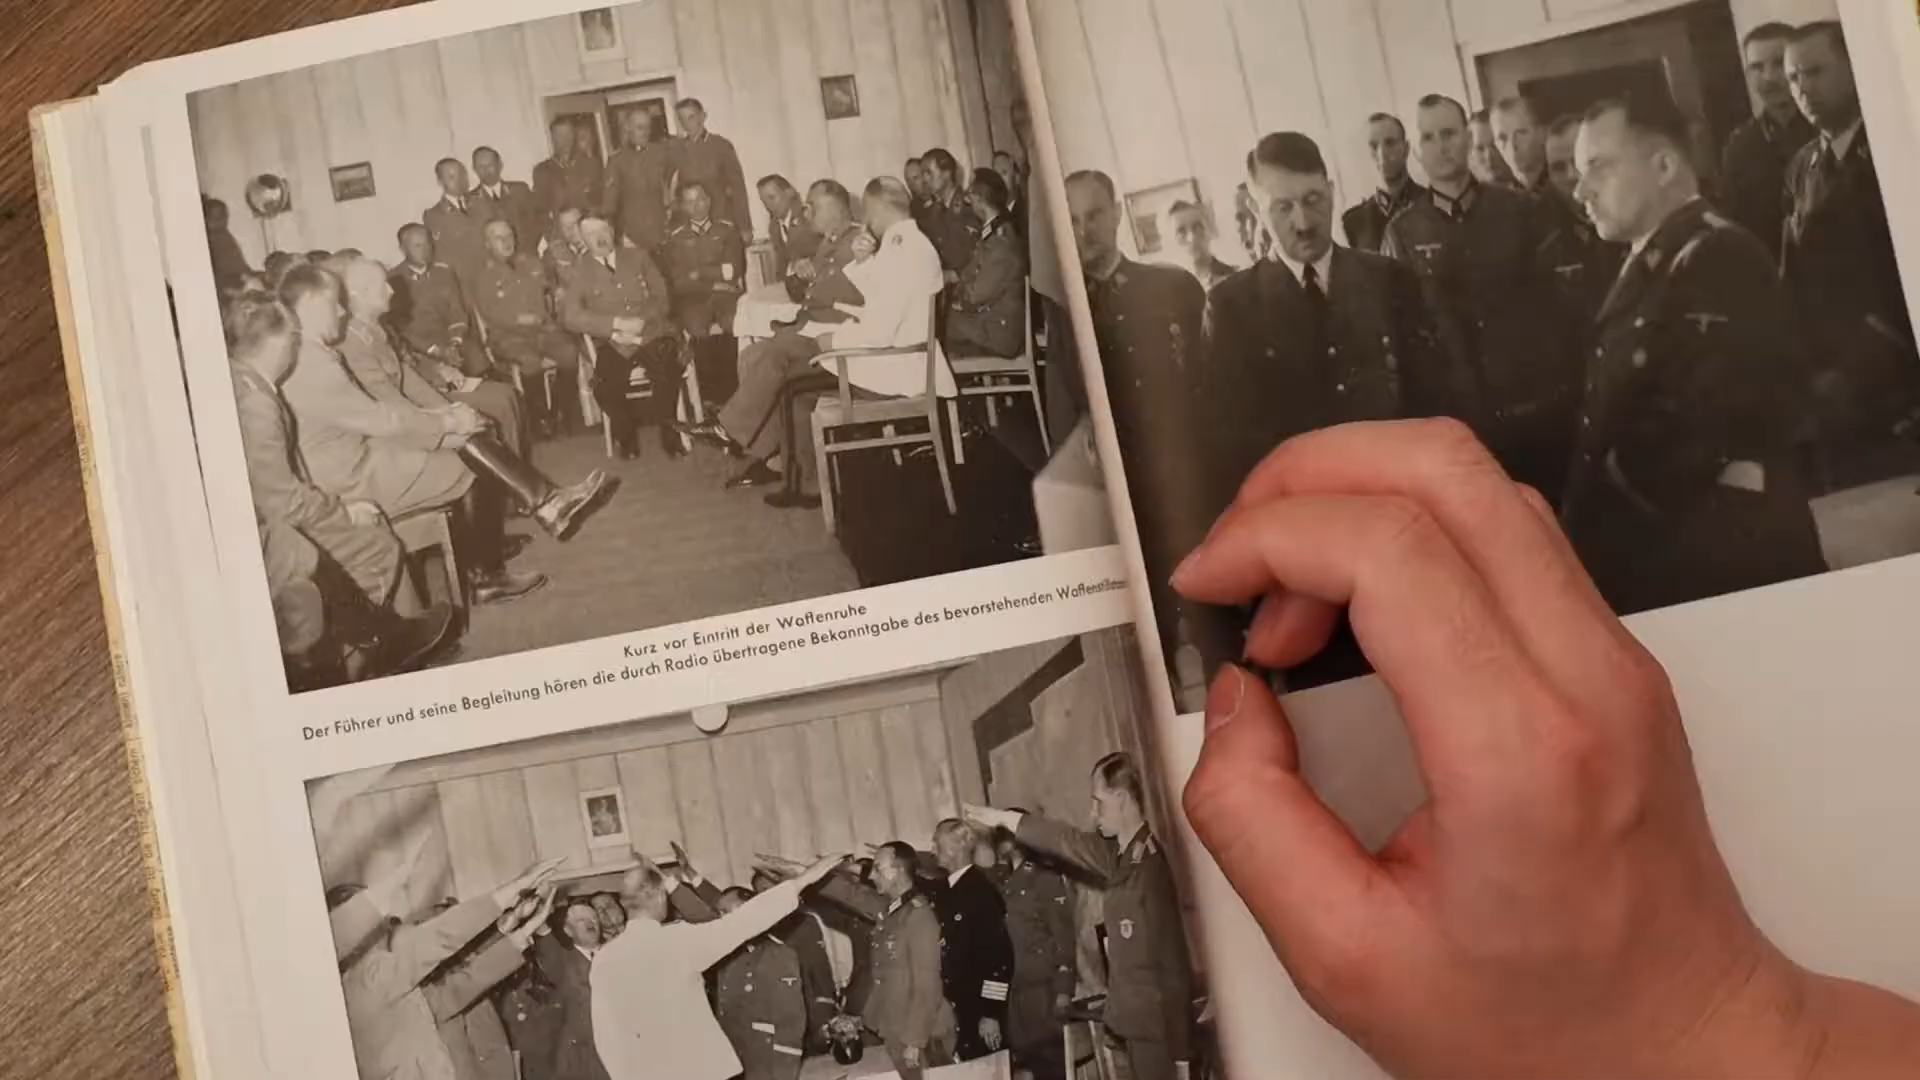 Kurz vor Eintritt der Waffenruhe
Der Führer und seine Begleitung hören die durch Radio übertragene Bekanntgabe des bevorstehenden